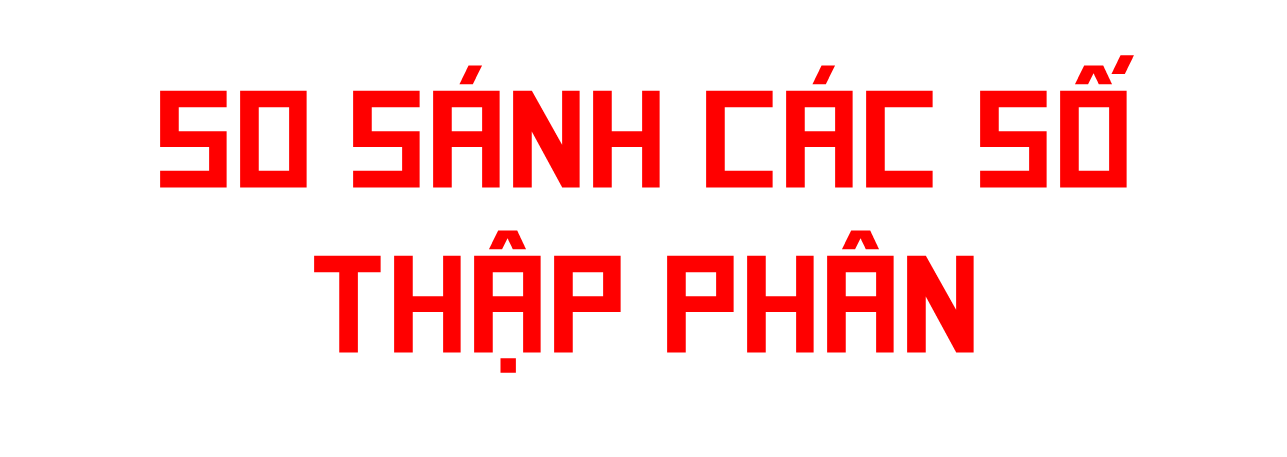 SO SÁNH CÁC SỐ
THẬP PHÂN